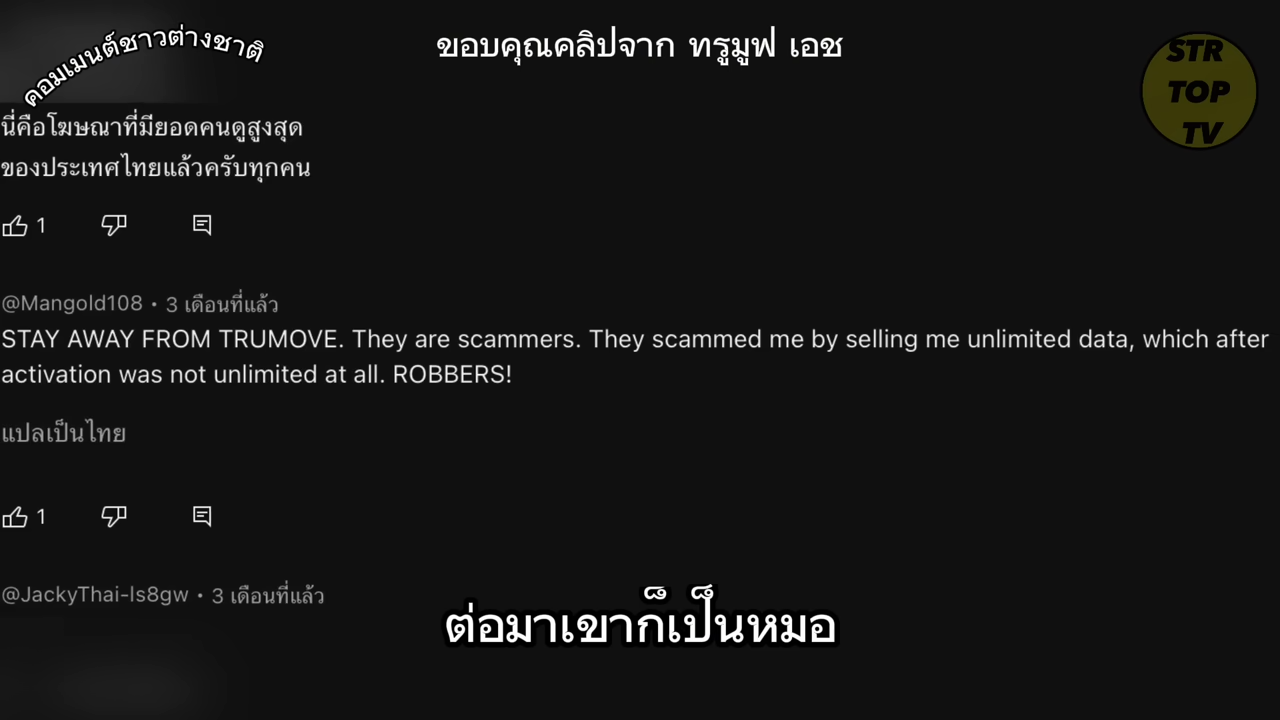 คอมเมนต์ชาวต่างชาติ
ขอบคุณคลิปจาก ทรูมูฟ เอช
STR
TOP
TV
นี่คือโฆษณาที่มียอดคนดูสูงสุด
ของประเทศไทยแล้วครับทุกคน
1
@Mangold108 • 3 เดือนที่แล้ว
STAY AWAY FROM TRUMOVE. They are scammers. They scammed me by selling me unlimited data, which after
activation was not unlimited at all. ROBBERS!
แปลเป็นไทย
1
@JackyThai-ls8gw • 3 เดือนที่แล้ว
ต่อมาเขาก็เป็นหมอ